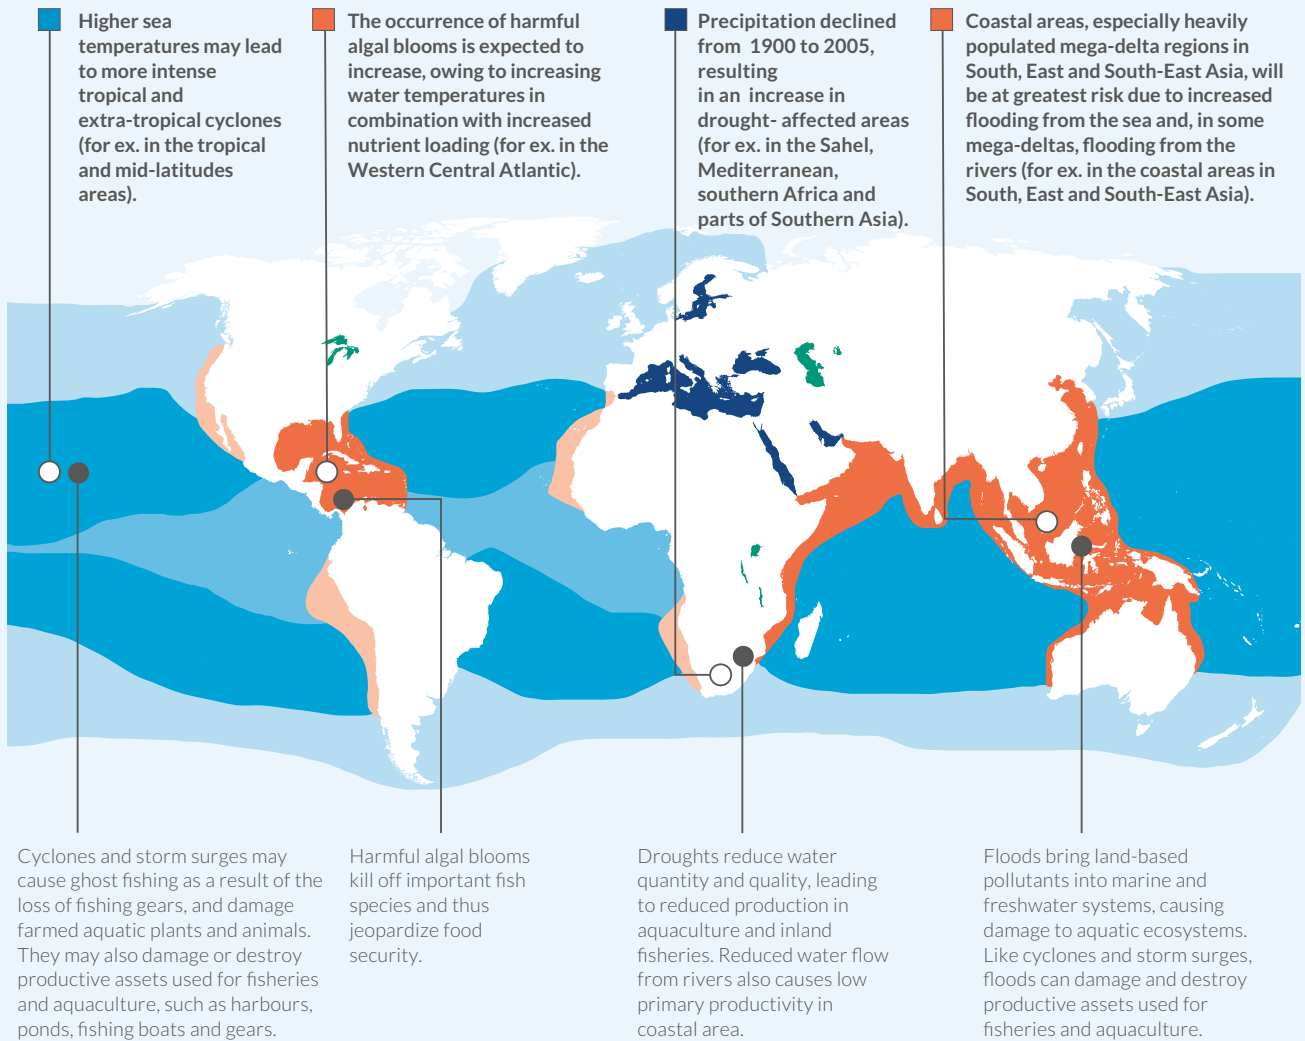 Higher sea
temperatures may lead
to more intense
tropical and
extra-tropical cyclones
(for ex. in the tropical
and mid-latitudes
areas).
The occurrence of harmful
algal blooms is expected to
increase, owing to increasing
water temperatures in
combination with increased
nutrient loading (for ex. in the
Western Central Atlantic).
Precipitation declined
from 1900 to 2005,
resulting
in an increase in
drought- affected areas
(for ex. in the Sahel,
Mediterranean,
southern Africa and
parts of Southern Asia).
Coastal areas, especially heavily
populated mega-delta regions in
South, East and South-East Asia, will
be at greatest risk due to increased
flooding from the sea and, in some
mega-deltas, flooding from the
rivers (for ex. in the coastal areas in
South, East and South-East Asia).
Cyclones and storm surges may
cause ghost fishing as a result of the
loss of fishing gears, and damage
farmed aquatic plants and animals.
They may also damage or destroy
productive assets used for fisheries
and aquaculture, such as harbours,
ponds, fishing boats and gears.
Harmful algal blooms
kill off important fish
species and thus
jeopardize food
security.
Droughts reduce water
quantity and quality, leading
to reduced production in
aquaculture and inland
fisheries. Reduced water flow
from rivers also causes low
primary productivity in
coastal area.
Floods bring land-based
pollutants into marine and
freshwater systems, causing
damage to aquatic ecosystems.
Like cyclones and storm surges,
floods can damage and destroy
productive assets used for
fisheries and aquaculture.